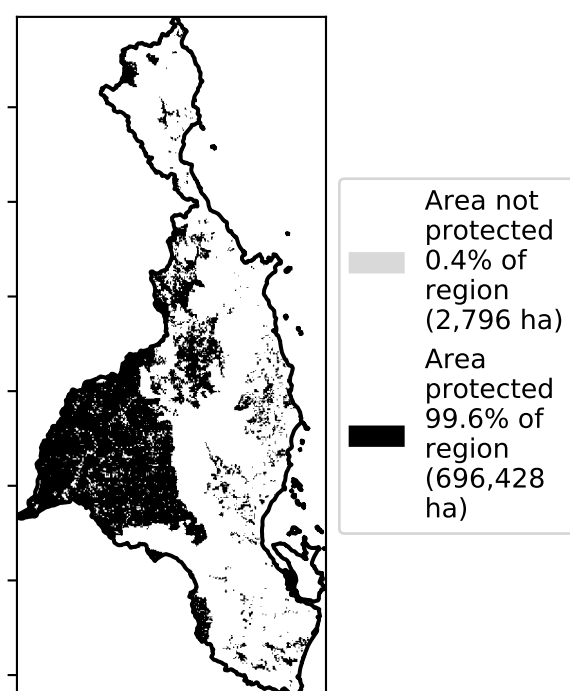 Area not
protected
0.4% of
region
(2,796 ha)
Area
protected
99.6% of
region
(696,428
ha)